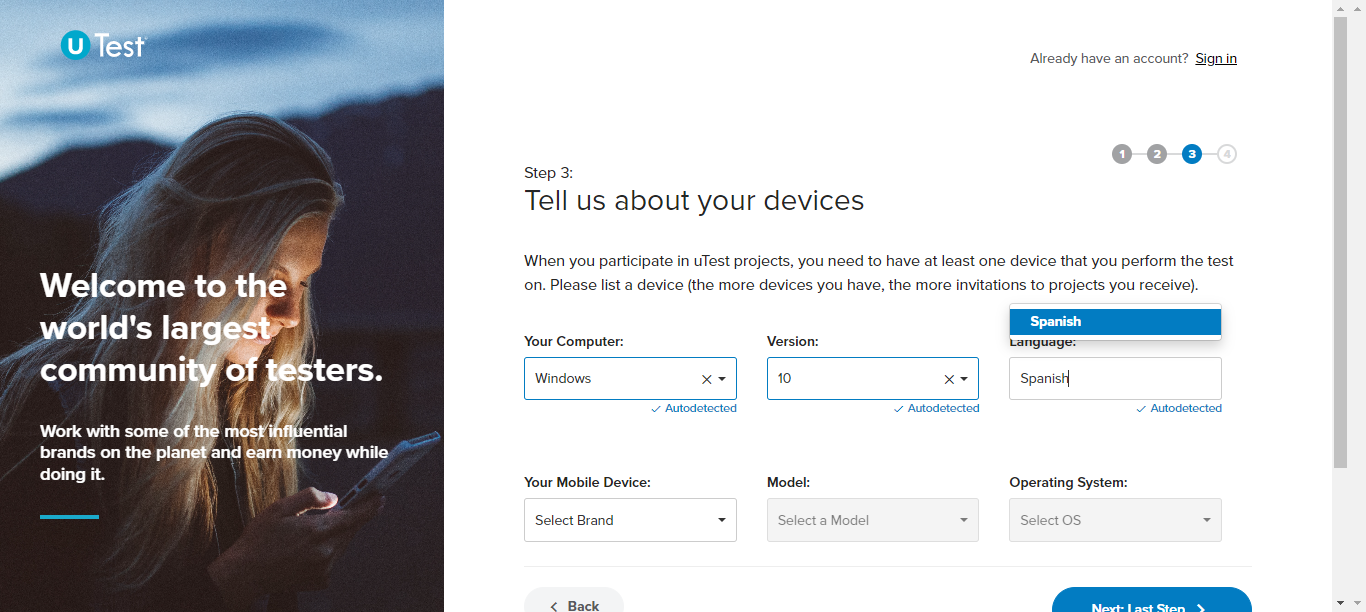 uTest
Already have an account? Sign in
1 2 3 4
Step 3:
Tell us about your devices
When you participate in uTest projects, you need to have at least one device that you perform the test
on. Please list a device (the more devices you have, the more invitations to projects you receive).
Welcome to the
world's largest
community of testers.
Work with some of the most influential
brands on the planet and earn money while
doing it.
Spanish
Your Computer: Version: Language:
Windows 10 Spanish
Autodetected Autodetected Autodetected
Your Mobile Device: Model: Operating System:
Select Brand Select a Model Select OS
Back Next: Last Step